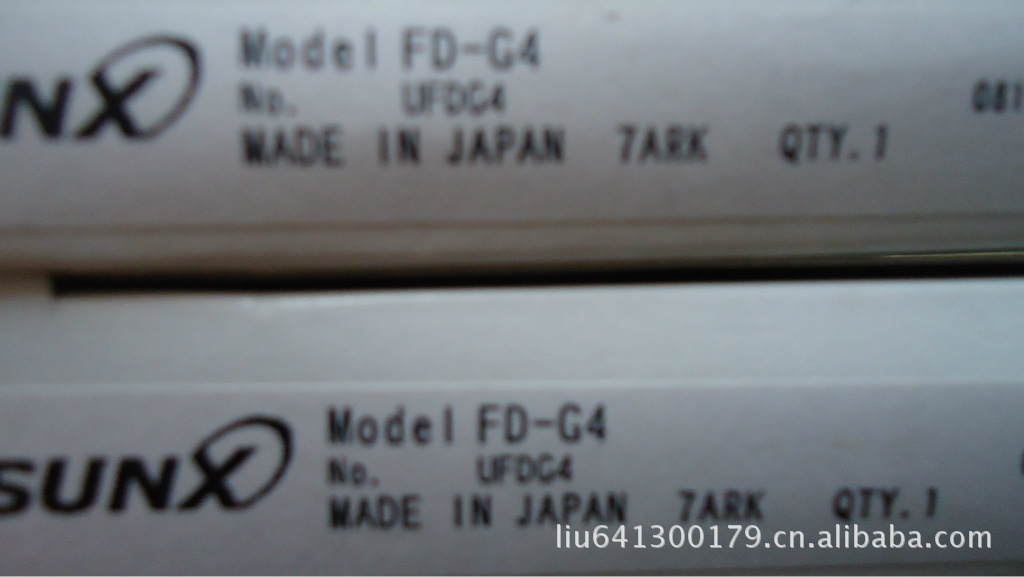 NX
Model FD-G4
No. UFDG4 081
MADE IN JAPAN 7ARK QTY.1
SUNX
Model FD-G4
No. UFDG4
MADE IN JAPAN 7ARK QTY.1
liu641300179.cn.alibaba.com